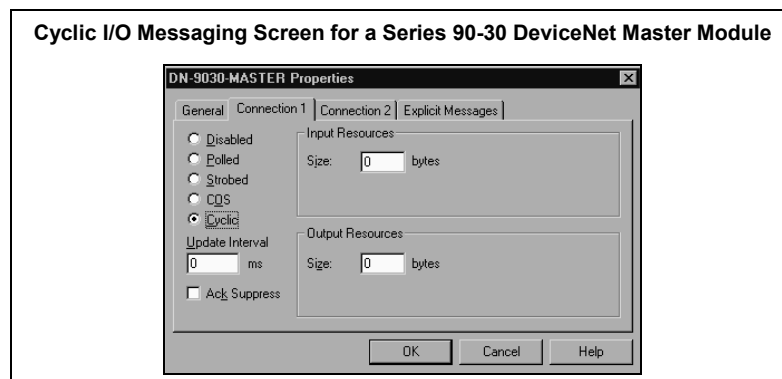 Cyclic I/O Messaging Screen for a Series 90-30 DeviceNet Master Module
DN-9030-MASTER Properties
General Connection 1 Connection 2 Explicit Messages
Disabled
Polled
Strobed
COS
Cyclic
Update Interval
0 ms
Ack Suppress
Input Resources
Size: 0 bytes
Output Resources
Size: 0 bytes
OK Cancel Help